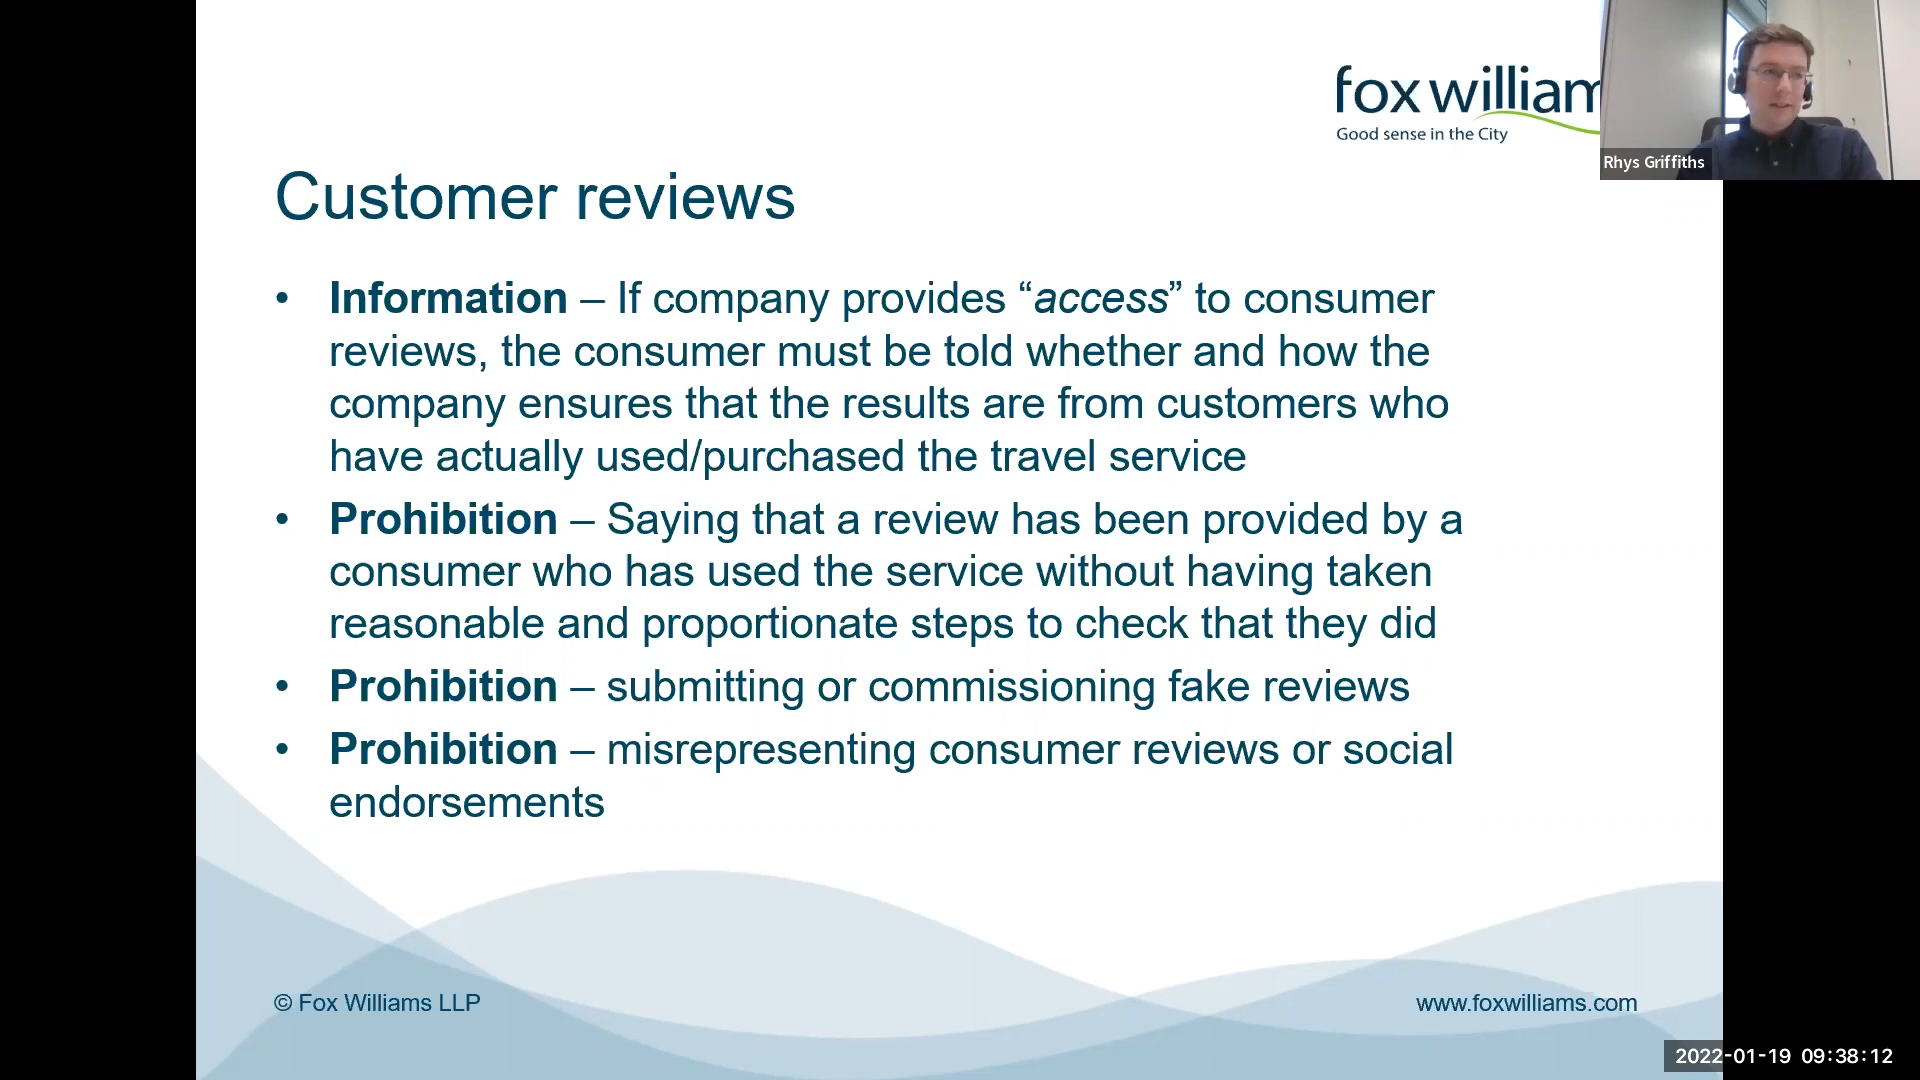 fox william
Good sense in the City
Rhys Griffiths
Customer reviews
• Information – If company provides “access” to consumer
reviews, the consumer must be told whether and how the
company ensures that the results are from customers who
have actually used/purchased the travel service
• Prohibition – Saying that a review has been provided by a
consumer who has used the service without having taken
reasonable and proportionate steps to check that they did
• Prohibition – submitting or commissioning fake reviews
• Prohibition – misrepresenting consumer reviews or social
endorsements
© Fox Williams LLP
www.foxwilliams.com
2022-01-19 09:38:12